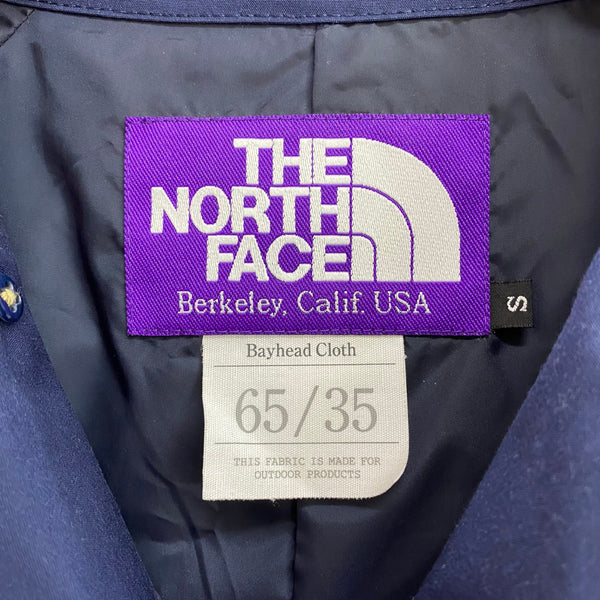 THE
NORTH
FACE
Berkeley, Calif. USA
S
Bayhead Cloth
65/35
THIS FABRIC IS MADE FOR
OUTDOOR PRODUCTS